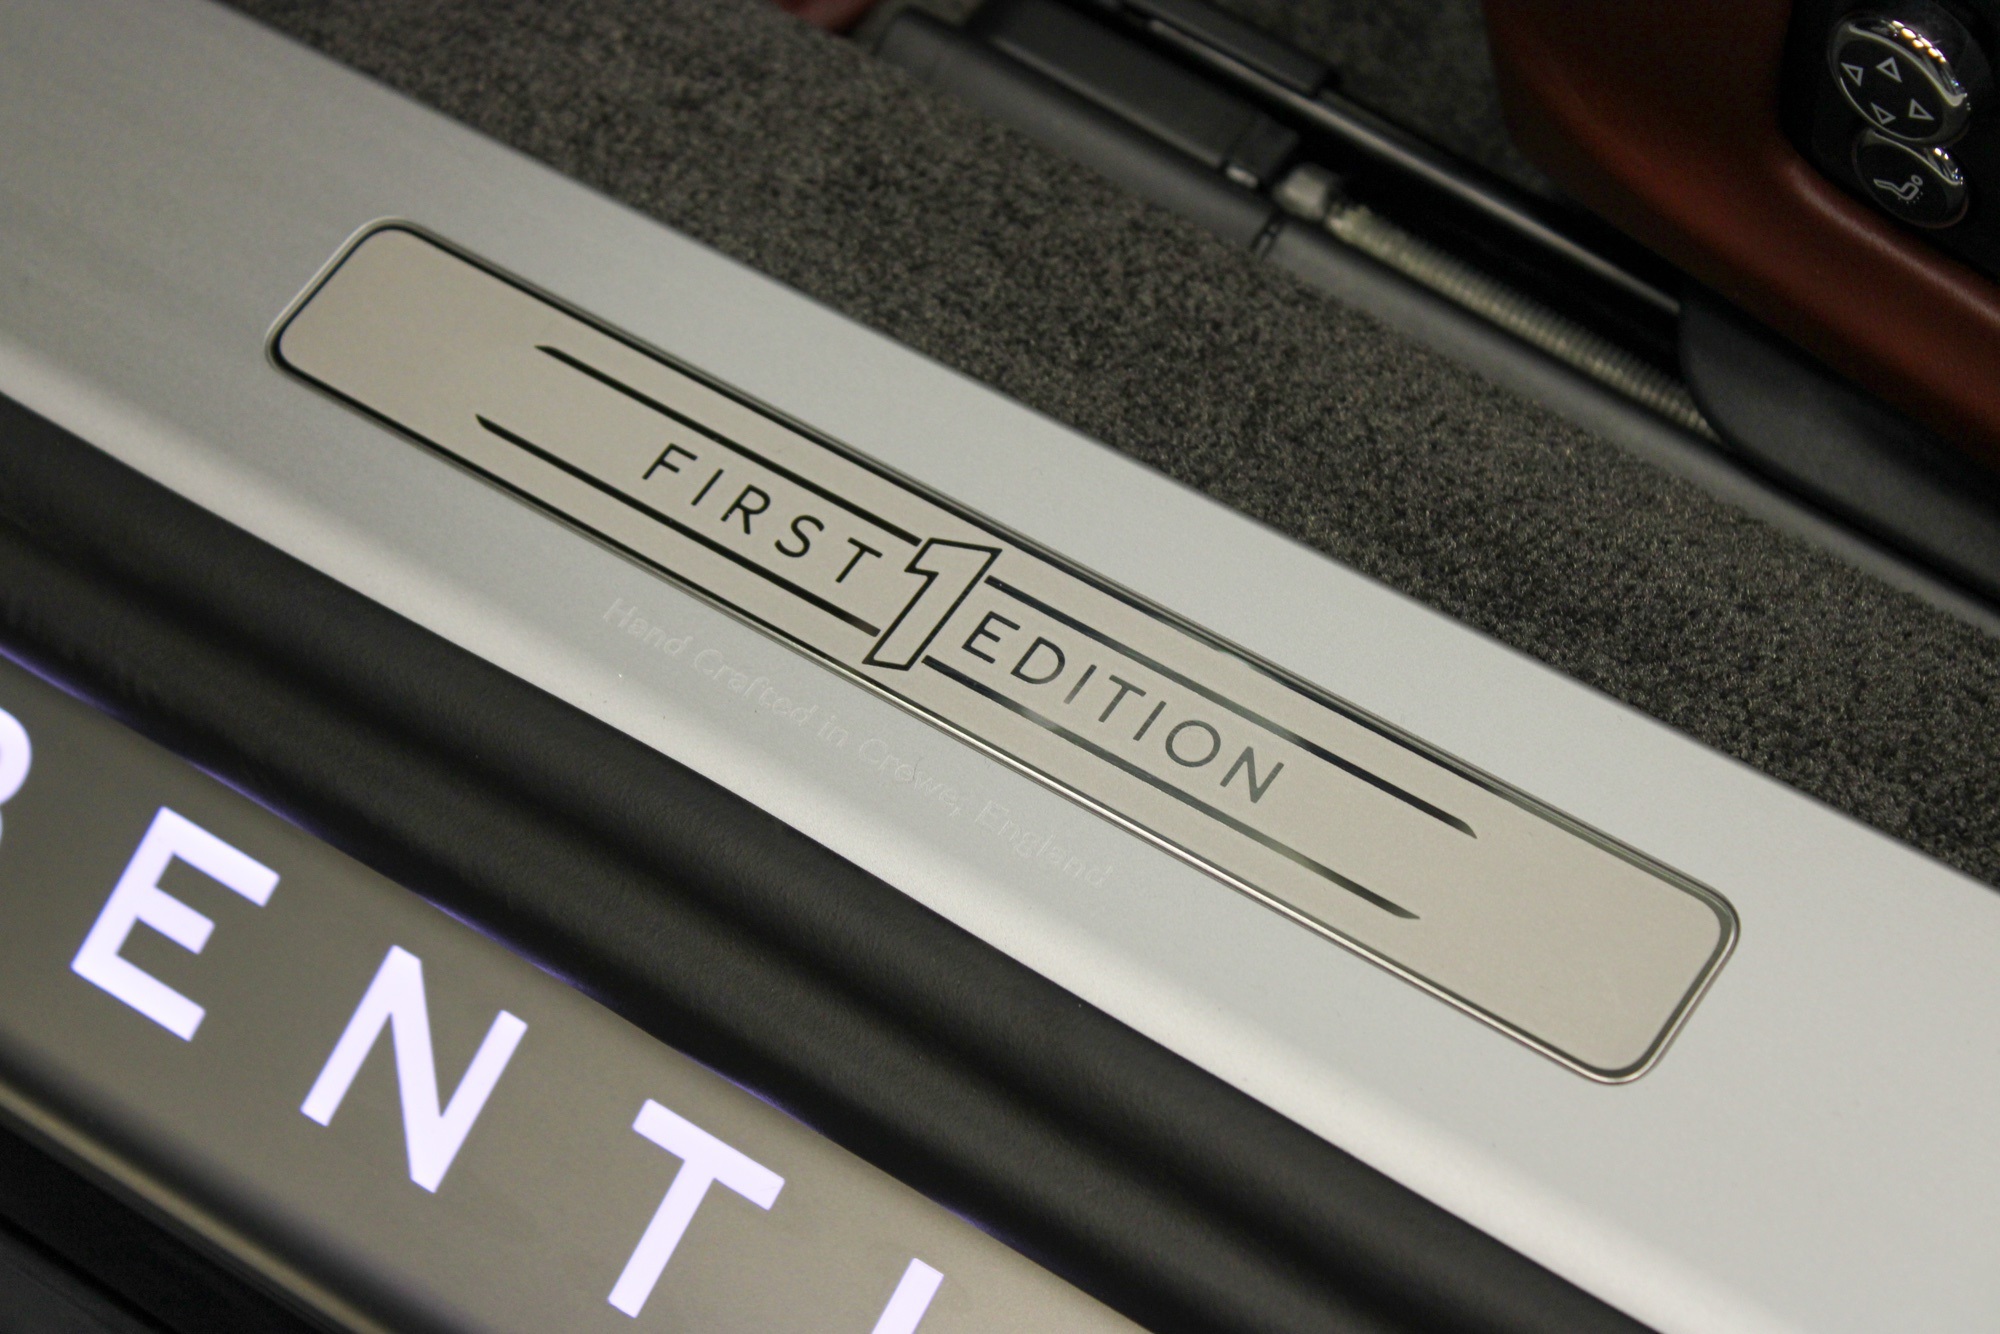 FIRST 1 EDITION
Hand Crafted in Crewe, England
BENTL